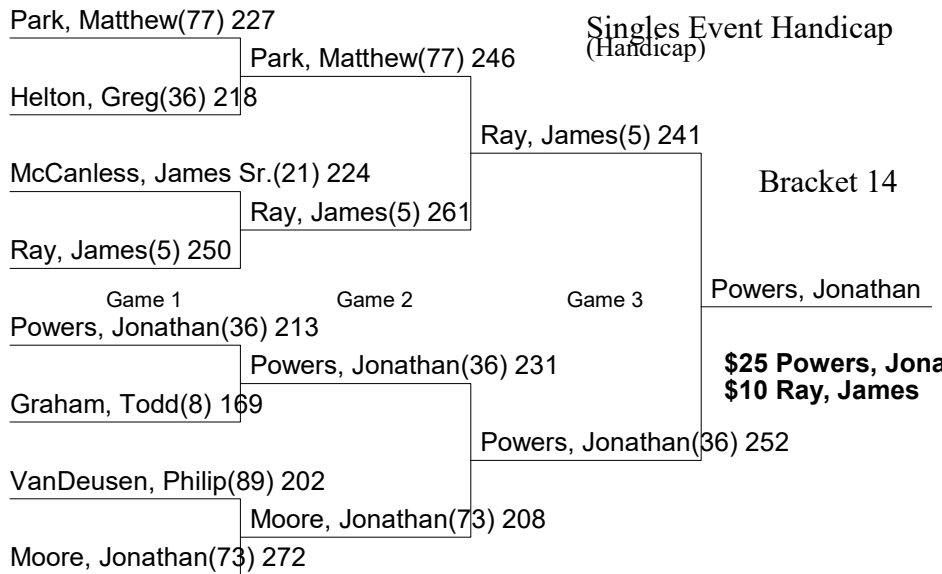 Park, Matthew(77) 227
Singles Event Handicap
(Handicap)
Park, Matthew(77) 246
Helton, Greg(36) 218
Ray, James(5) 241
McCanless, James Sr.(21) 224
Bracket 14
Ray, James(5) 261
Ray, James(5) 250
Game 1
Game 2
Game 3
Powers, Jonathan
Powers, Jonathan(36) 213
Powers, Jonathan(36) 231
$25 Powers, Jona
$10 Ray, James
Graham, Todd(8) 169
Powers, Jonathan(36) 252
VanDeusen, Philip(89) 202
Moore, Jonathan(73) 208
Moore, Jonathan(73) 272